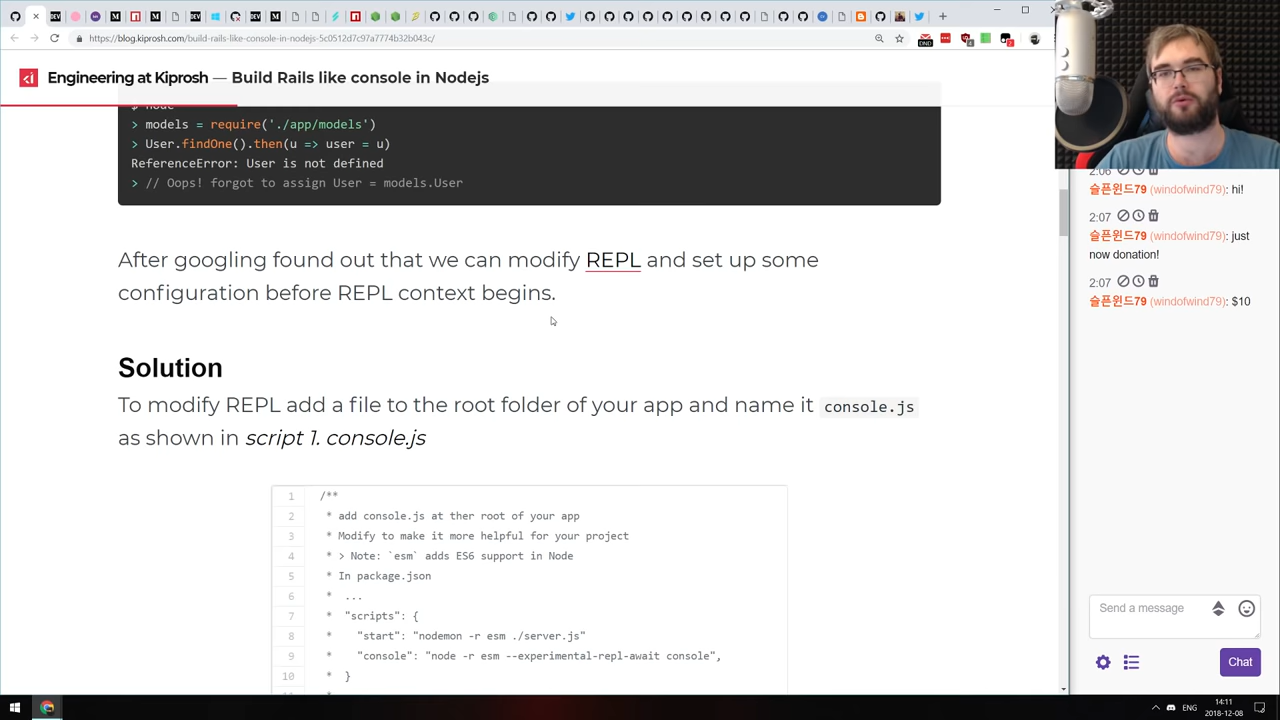 https://blog.kiprosh.com/build-rails-like-console-in-nodejs-5c0512d7c97a7774b32b043c/
DND
4
2
Engineering at Kiprosh — Build Rails like console in Nodejs
$ node
> models = require('./app/models')
> User.findOne().then(u => user = u)
ReferenceError: User is not defined
> // Oops! forgot to assign User = models.User
After googling found out that we can modify REPL and set up some
configuration before REPL context begins.
Solution
To modify REPL add a file to the root folder of your app and name it console.js
as shown in script 1. console.js
1 /**
2 * add console.js at ther root of your app
3 * Modify to make it more helpful for your project
4 * > Note: `esm` adds ES6 support in Node
5 * In package.json
6 * ...
7 * "scripts": {
8 * "start": "nodemon -r esm ./server.js"
9 * "console": "node -r esm --experimental-repl-await console",
10 * }
2:06
슬픈윈드79 (windofwind79): hi!
2:07
슬픈윈드79 (windofwind79): just
now donation!
2:07
슬픈윈드79 (windofwind79): $10
Send a message
Chat
ENG
14:11
2018-12-08